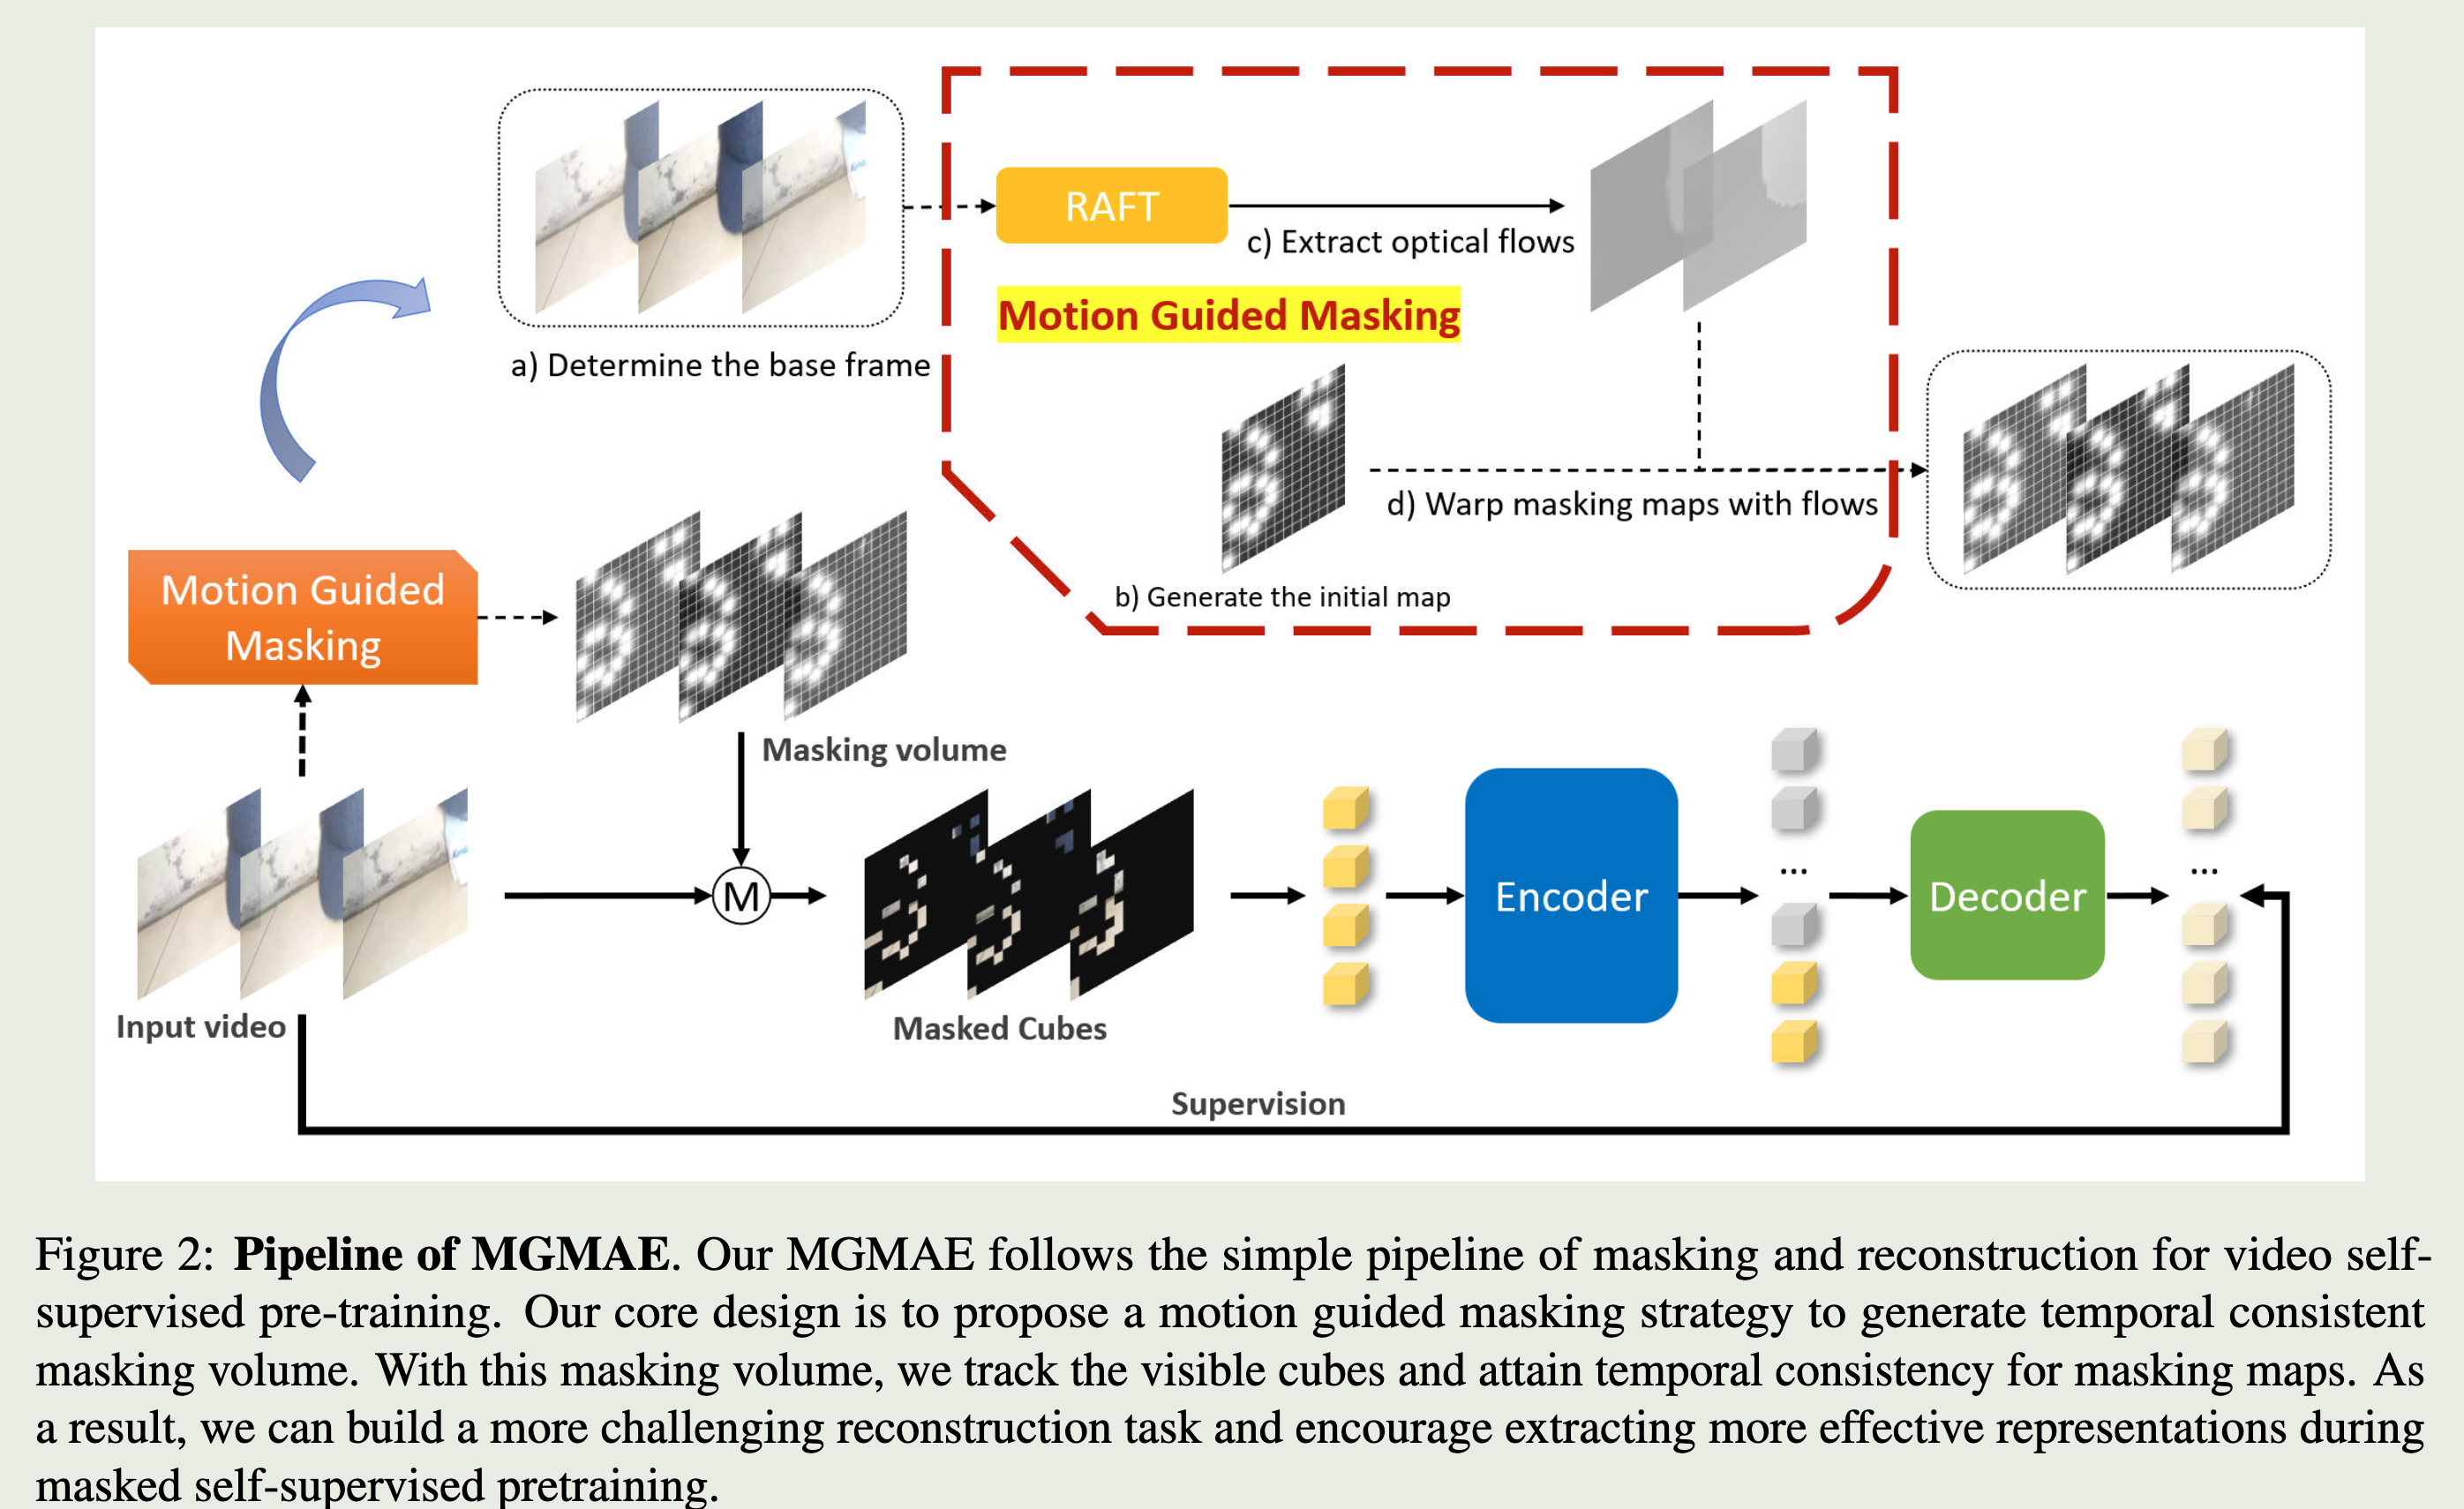 RAFT
c) Extract optical flows
Motion Guided Masking
a) Determine the base frame
d) Warp masking maps with flows
b) Generate the initial map
Motion Guided
Masking
Masking volume
M
...
...
Encoder
Decoder
Input video
Masked Cubes
Supervision
Figure 2: Pipeline of MGMAE. Our MGMAE follows the simple pipeline of masking and reconstruction for video self-
supervised pre-training. Our core design is to propose a motion guided masking strategy to generate temporal consistent
masking volume. With this masking volume, we track the visible cubes and attain temporal consistency for masking maps. As
a result, we can build a more challenging reconstruction task and encourage extracting more effective representations during
masked self-supervised pretraining.